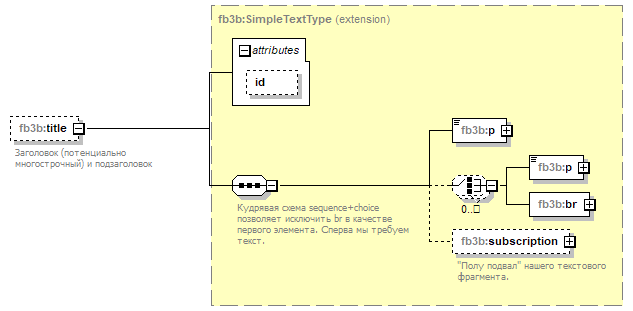 fb3b:SimpleTextType (extension)
attributes
id
fb3b:title
Заголовок (потенциально
многострочный) и подзаголовок
fb3b:p
Кудрявая схема sequence+choice
позволяет исключить br в качестве
первого элемента. Сперва мы требуем
текст.
0..□
fb3b:p
fb3b:br
fb3b:subscription
"Полу подвал" нашего текстового
фрагмента.